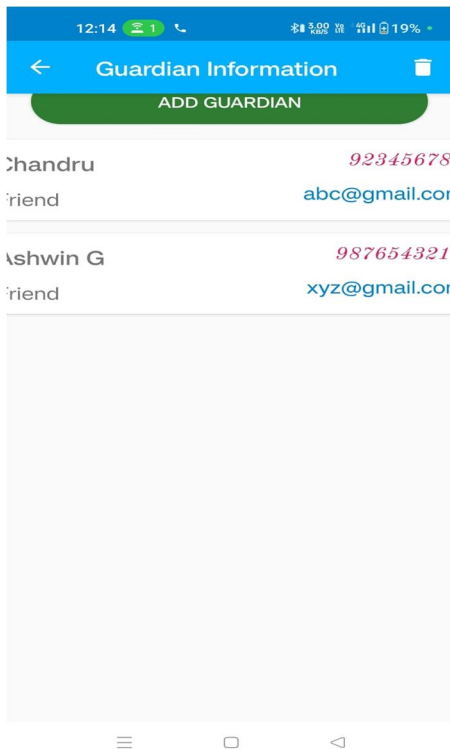 12:14 1 3.00 KB/S 4G 19%
Guardian Information
ADD GUARDIAN
Chandru 92345678
Friend abc@gmail.com
Ashwin G 987654321
Friend xyz@gmail.com